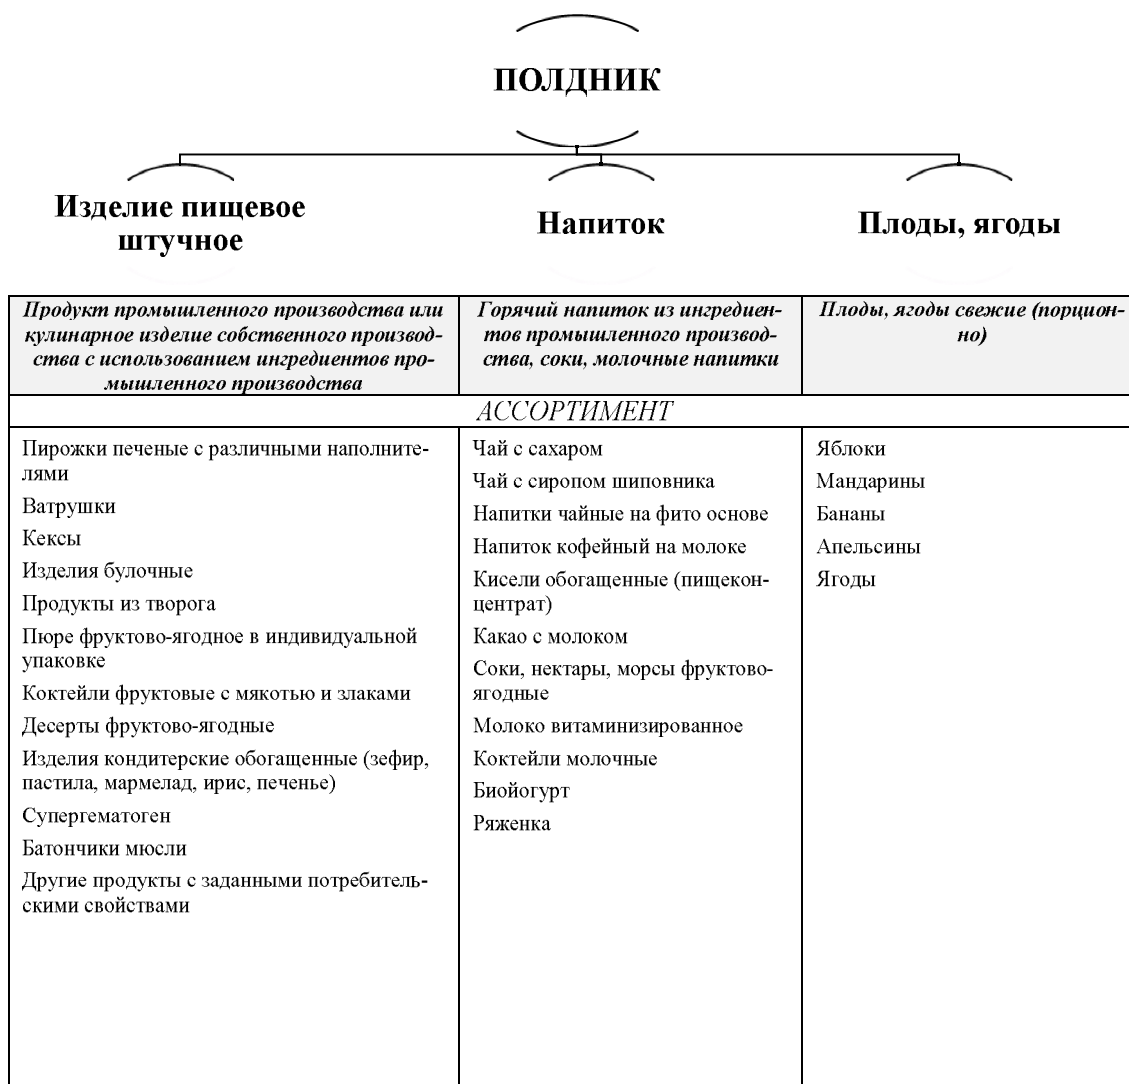 ПОЛДНИК
Изделие пищевое
штучное
Напиток
Плоды, ягоды
Продукт промышленного производства или
кулинарное изделие собственного производ-
ства с использованием ингредиентов про-
мышленного производства
Горячий напиток из ингредиен-
тов промышленного производ-
ства, соки, молочные напитки
Плоды, ягоды свежие (порцион-
но)
АССОРТИМЕНТ
Пирожки печеные с различными наполните-
лями
Ватрушки
Кексы
Изделия булочные
Продукты из творога
Пюре фруктово-ягодное в индивидуальной
упаковке
Коктейли фруктовые с мякотью и злаками
Десерты фруктово-ягодные
Изделия кондитерские обогащенные (зефир,
пастила, мармелад, ирис, печенье)
Супергематоген
Батончики мюсли
Другие продукты с заданными потребитель-
скими свойствами
Чай с сахаром
Чай с сиропом шиповника
Напитки чайные на фито основе
Напиток кофейный на молоке
Кисели обогащенные (пищекон-
центрат)
Какао с молоком
Соки, нектары, морсы фруктово-
ягодные
Молоко витаминизированное
Коктейли молочные
Биойогурт
Ряженка
Яблоки
Мандарины
Бананы
Апельсины
Ягоды